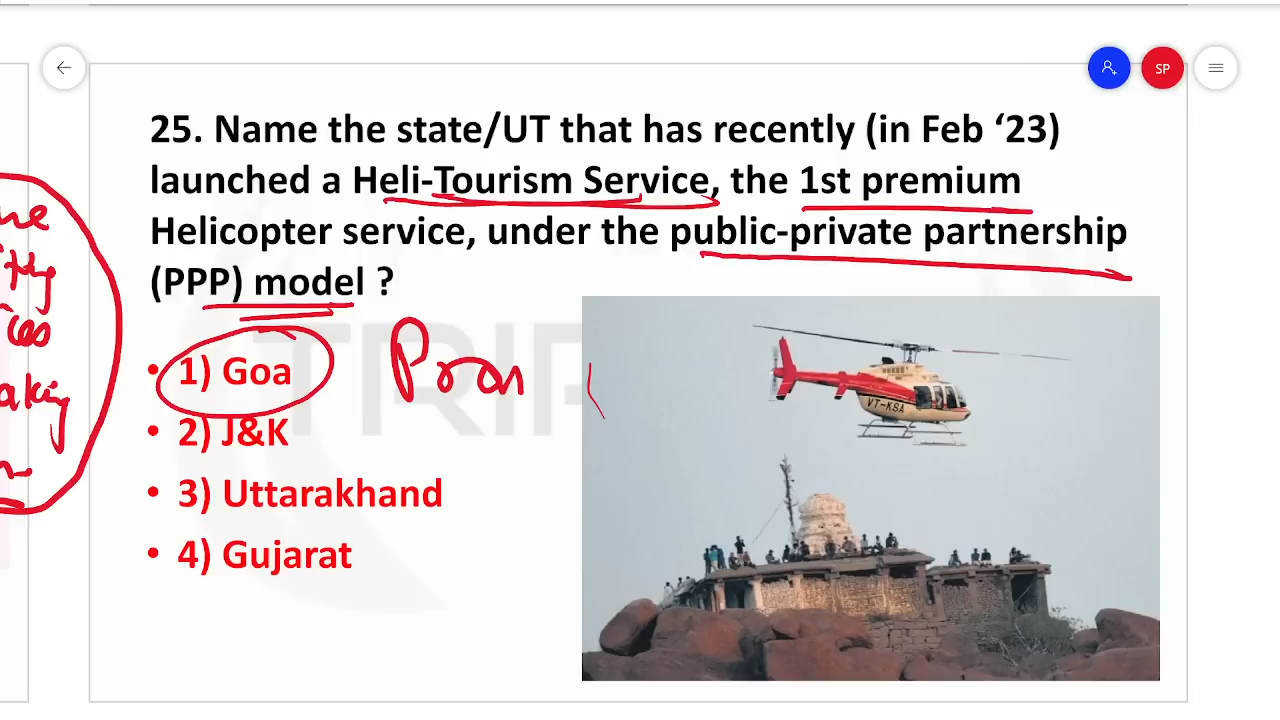 SP
25. Name the state/UT that has recently (in Feb ‘23)
launched a Heli-Tourism Service, the 1st premium
Helicopter service, under the public-private partnership
(PPP) model ?
• 1) Goa
• 2) J&K
• 3) Uttarakhand
• 4) Gujarat
VT-KSA